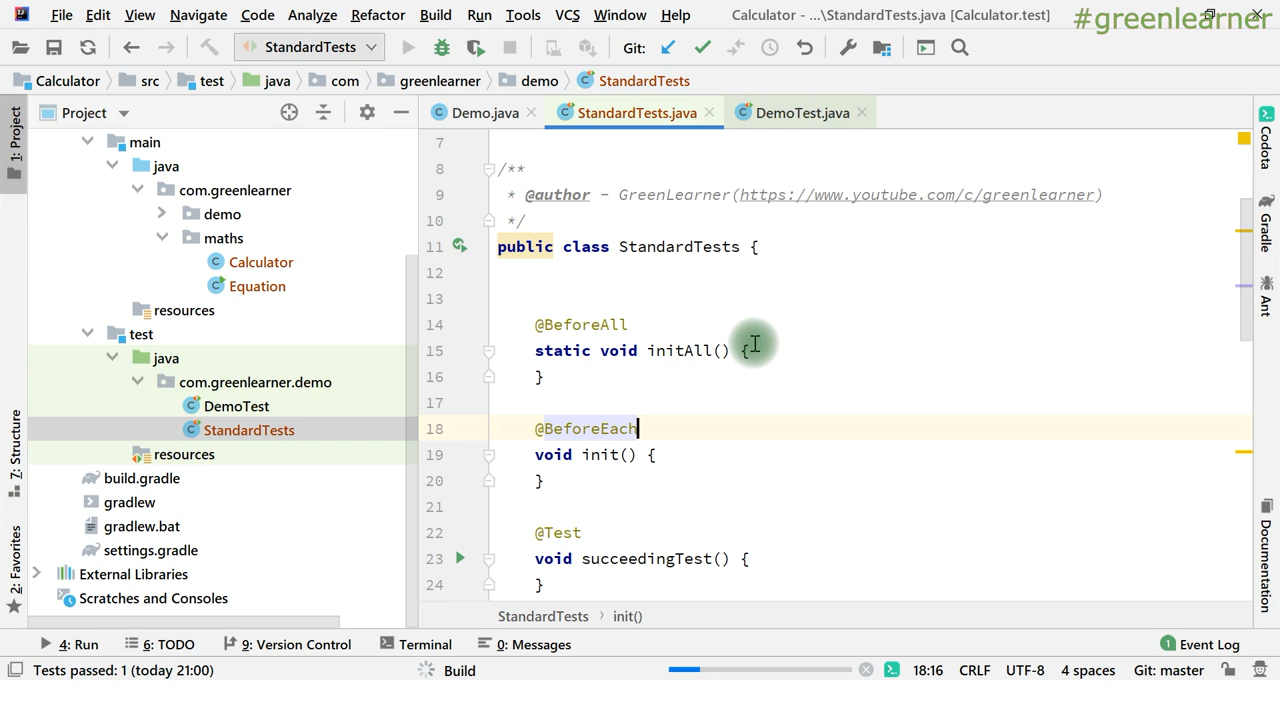 File Edit View Navigate Code Analyze Refactor Build Run Tools VCS Window Help Calculator - ...\StandardTests.java [Calculator.test]
#greenlearner
StandardTests Git:
Calculator src test java com greenlearner demo StandardTests
Project
Demo.java StandardTests.java DemoTest.java
1: Project
7: Structure
2: Favorites
main
java
com.greenlearner
demo
maths
Calculator
Equation
resources
test
java
com.greenlearner.demo
DemoTest
StandardTests
resources
build.gradle
gradlew
gradlew.bat
settings.gradle
External Libraries
Scratches and Consoles
7
8 /**
9 * @author - GreenLearner(https://www.youtube.com/c/greenlearner)
10 */
11 public class StandardTests {
12
13
14 @BeforeAll
15 static void initAll() {
16 }
17
18 @BeforeEach
19 void init() {
20 }
21
22 @Test
23 void succeedingTest() {
24 }
StandardTests › init()
Codota
Gradle
Ant
Documentation
4: Run 6: TODO 9: Version Control Terminal 0: Messages 1 Event Log
Tests passed: 1 (today 21:00) Build 18:16 CRLF UTF-8 4 spaces Git: master